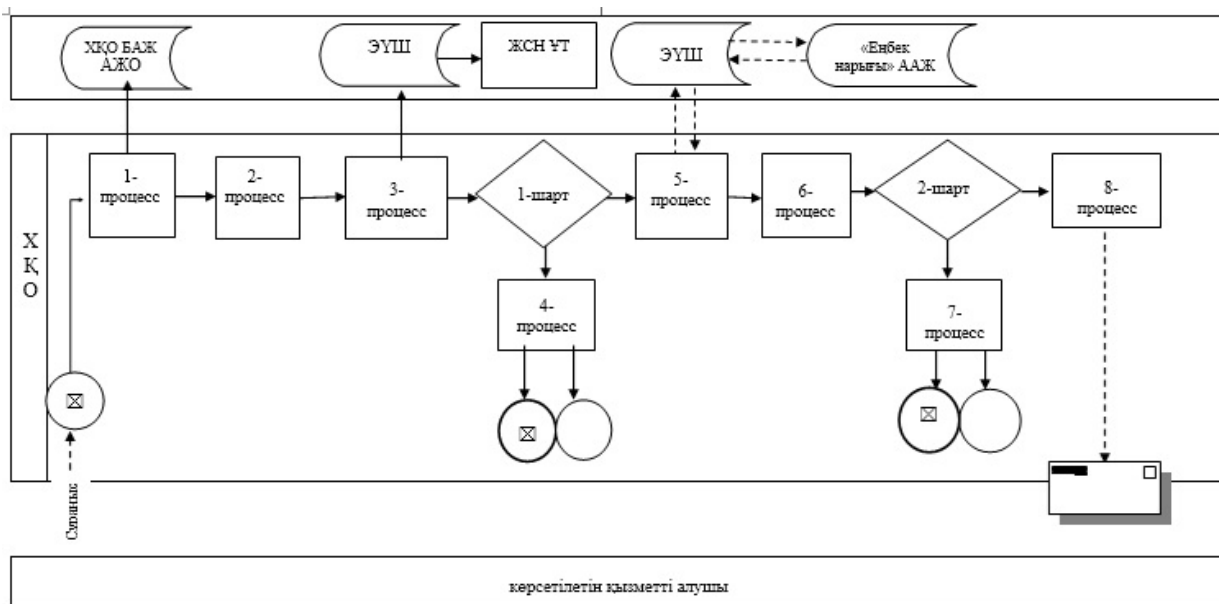 ХҚО БАЖ
АЖО
ЭҮШ
ЖСН ҰТ
ЭҮШ
«Еңбек
нарығы» ААЖ
Х
Қ
О
1-
процесс
2-
процесс
3-
процесс
1-шарт
5-
процесс
6-
процесс
2-шарт
8-
процесс
4-
процесс
7-
процесс
Сұраныс
көрсетілетін қызметті алушы